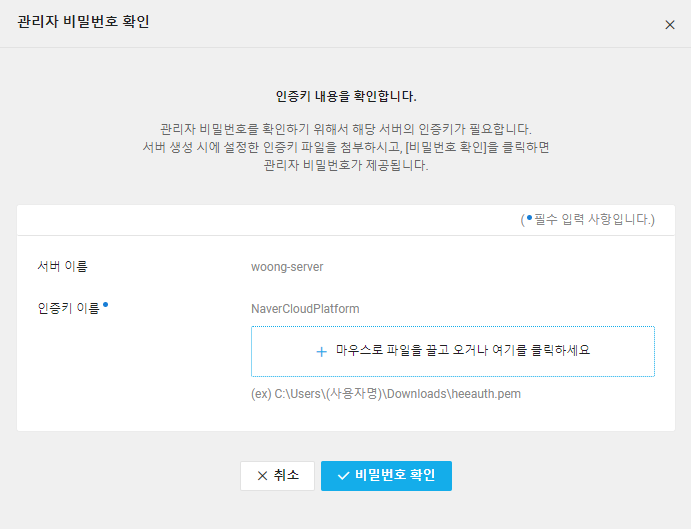 관리자 비밀번호 확인
인증키 내용을 확인합니다.
관리자 비밀번호를 확인하기 위해서 해당 서버의 인증키가 필요합니다.
서버 생성 시에 설정한 인증키 파일을 첨부하시고, [비밀번호 확인]을 클릭하면
관리자 비밀번호가 제공됩니다.
(•필수 입력 사항입니다.)
서버 이름 woong-server
인증키 이름• NaverCloudPlatform
+ 마우스로 파일을 끌고 오거나 여기를 클릭하세요
(ex) C:\Users\(사용자명)\Downloads\heeauth.pem
취소 비밀번호 확인